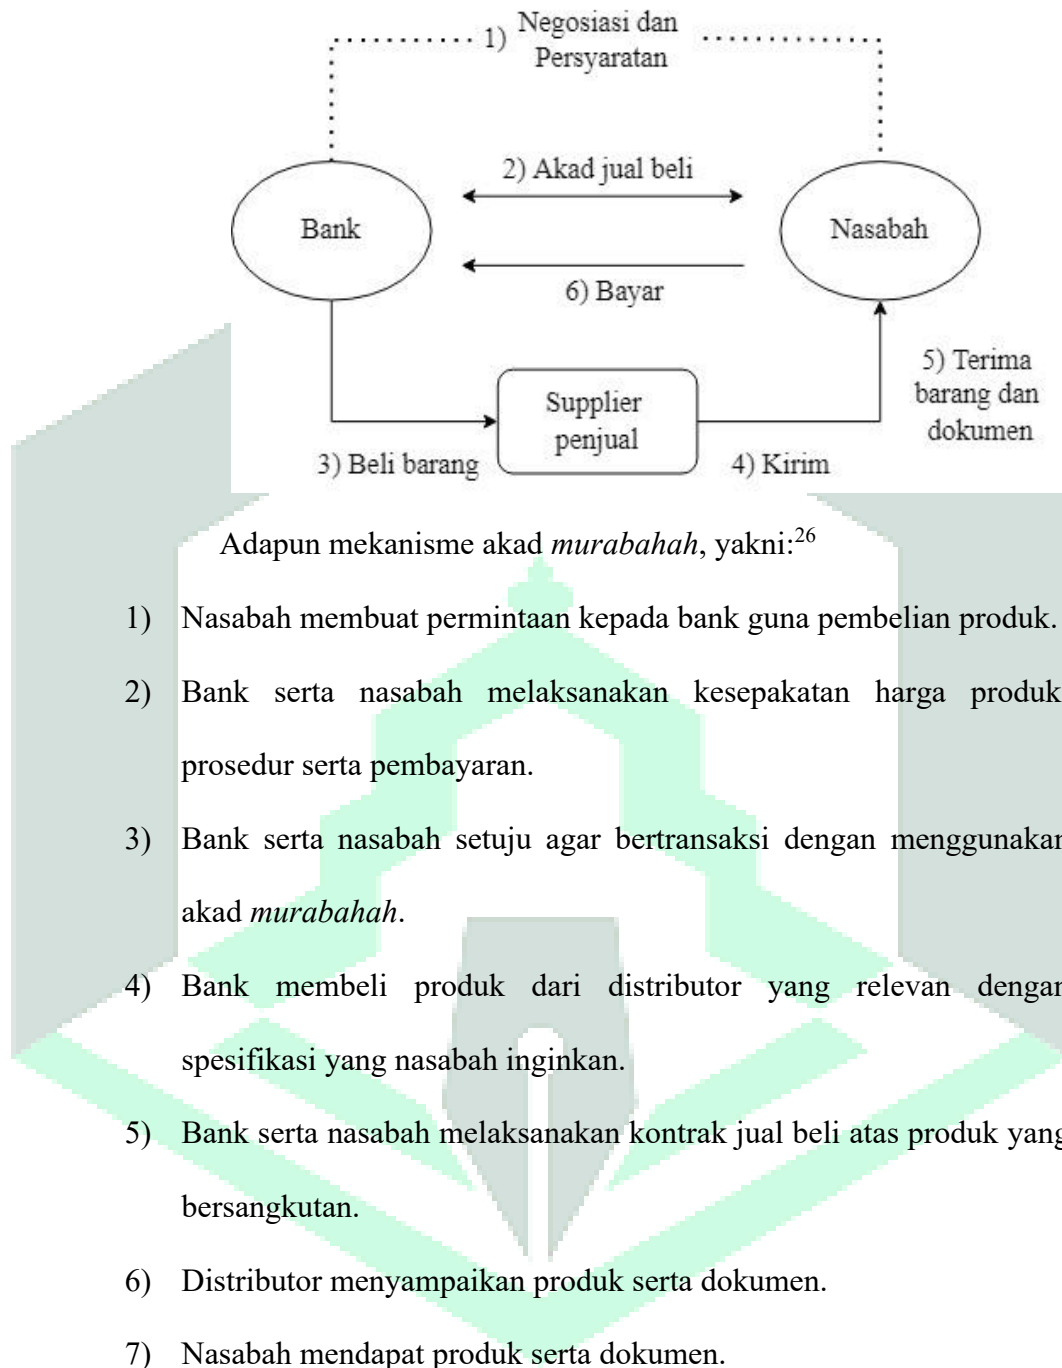 1) Negosiasi dan
Persyaratan
2) Akad jual beli
Bank
Nasabah
6) Bayar
5) Terima
barang dan
dokumen
Supplier
penjual
3) Beli barang
4) Kirim
Adapun mekanisme akad murabahah, yakni:26
1) Nasabah membuat permintaan kepada bank guna pembelian produk.
2) Bank serta nasabah melaksanakan kesepakatan harga produk
prosedur serta pembayaran.
3) Bank serta nasabah setuju agar bertransaksi dengan menggunakan
akad murabahah.
4) Bank membeli produk dari distributor yang relevan dengan
spesifikasi yang nasabah inginkan.
5) Bank serta nasabah melaksanakan kontrak jual beli atas produk yang
bersangkutan.
6) Distributor menyampaikan produk serta dokumen.
7) Nasabah mendapat produk serta dokumen.